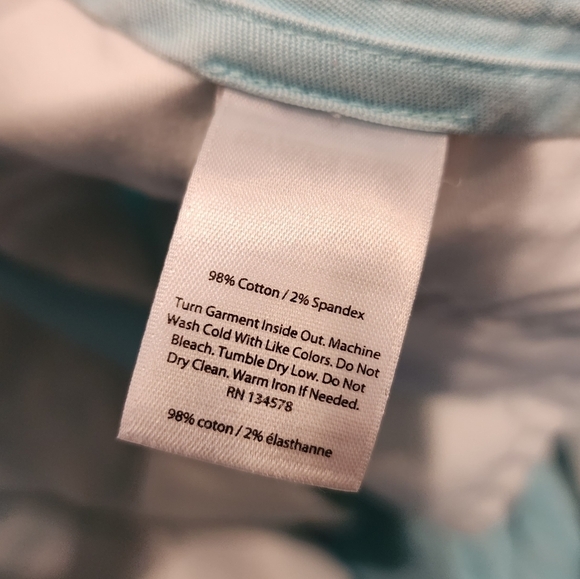 98% Cotton / 2% Spandex
Turn Garment Inside Out. Machine
Wash Cold With Like Colors. Do Not
Bleach. Tumble Dry Low. Do Not
Dry Clean. Warm Iron If Needed.
RN 134578
98% coton / 2% élasthanne